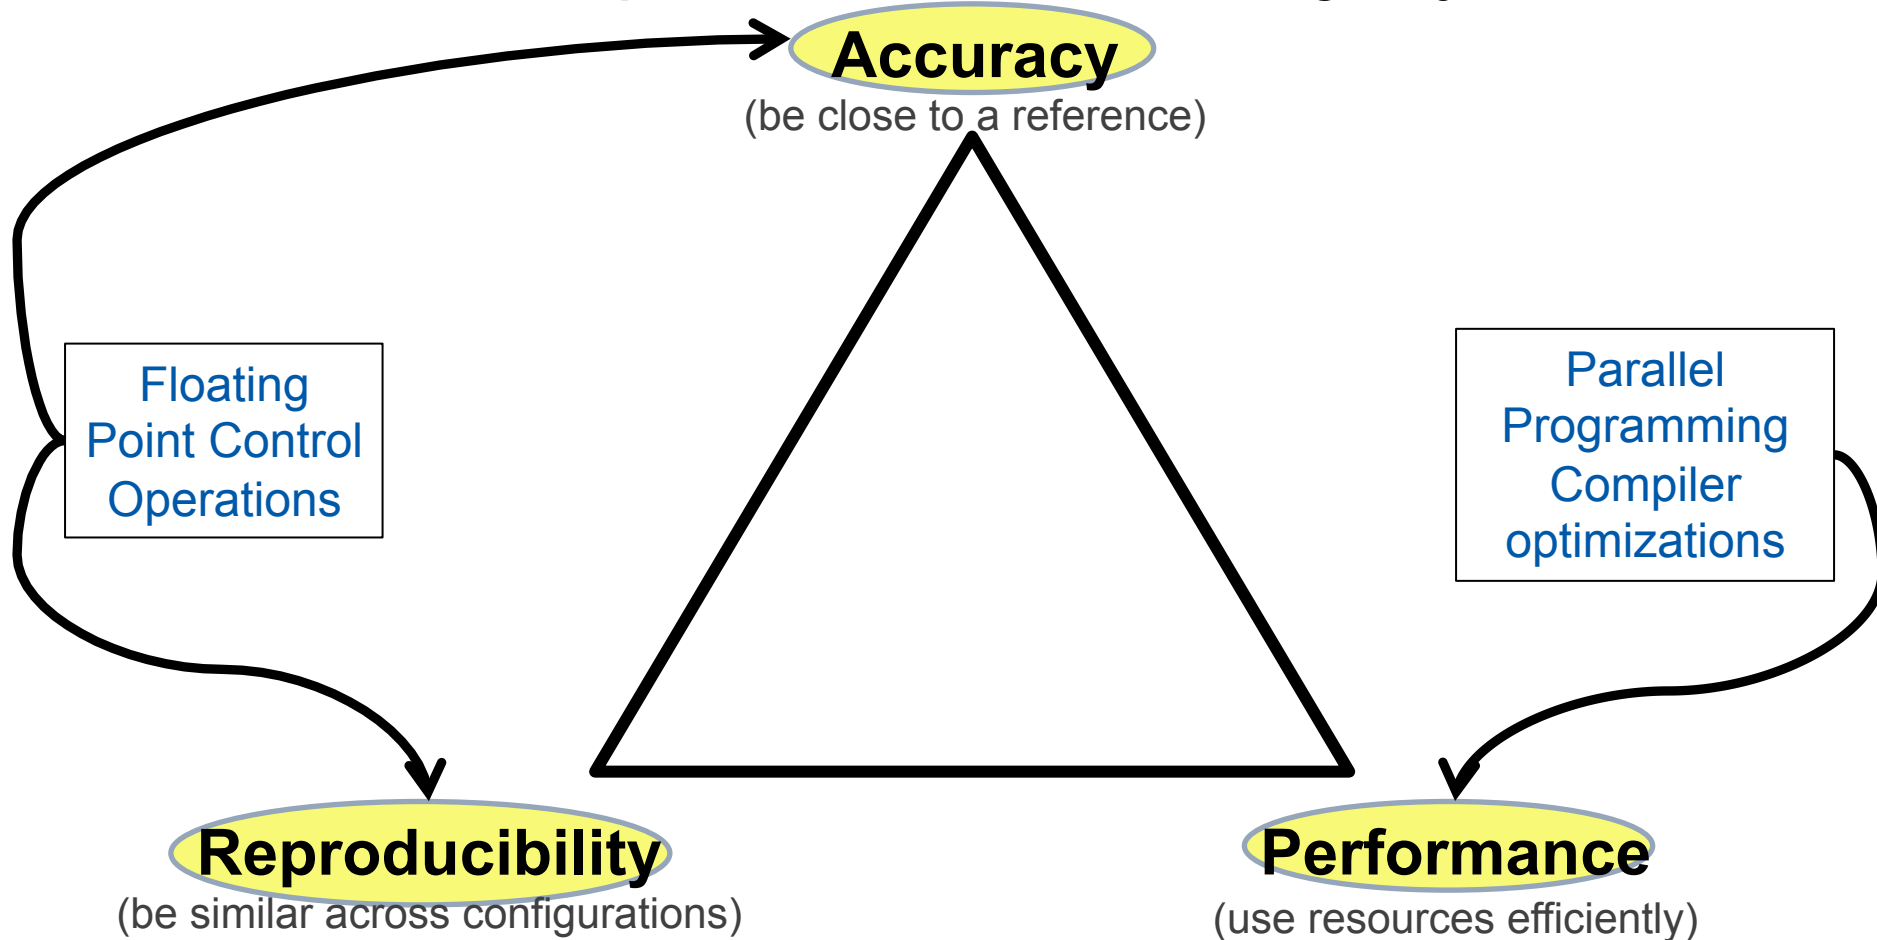 Accuracy
(be close to a reference)
Floating
Point Control
Operations
Parallel
Programming
Compiler
optimizations
Reproducibility
(be similar across configurations)
Performance
(use resources efficiently)